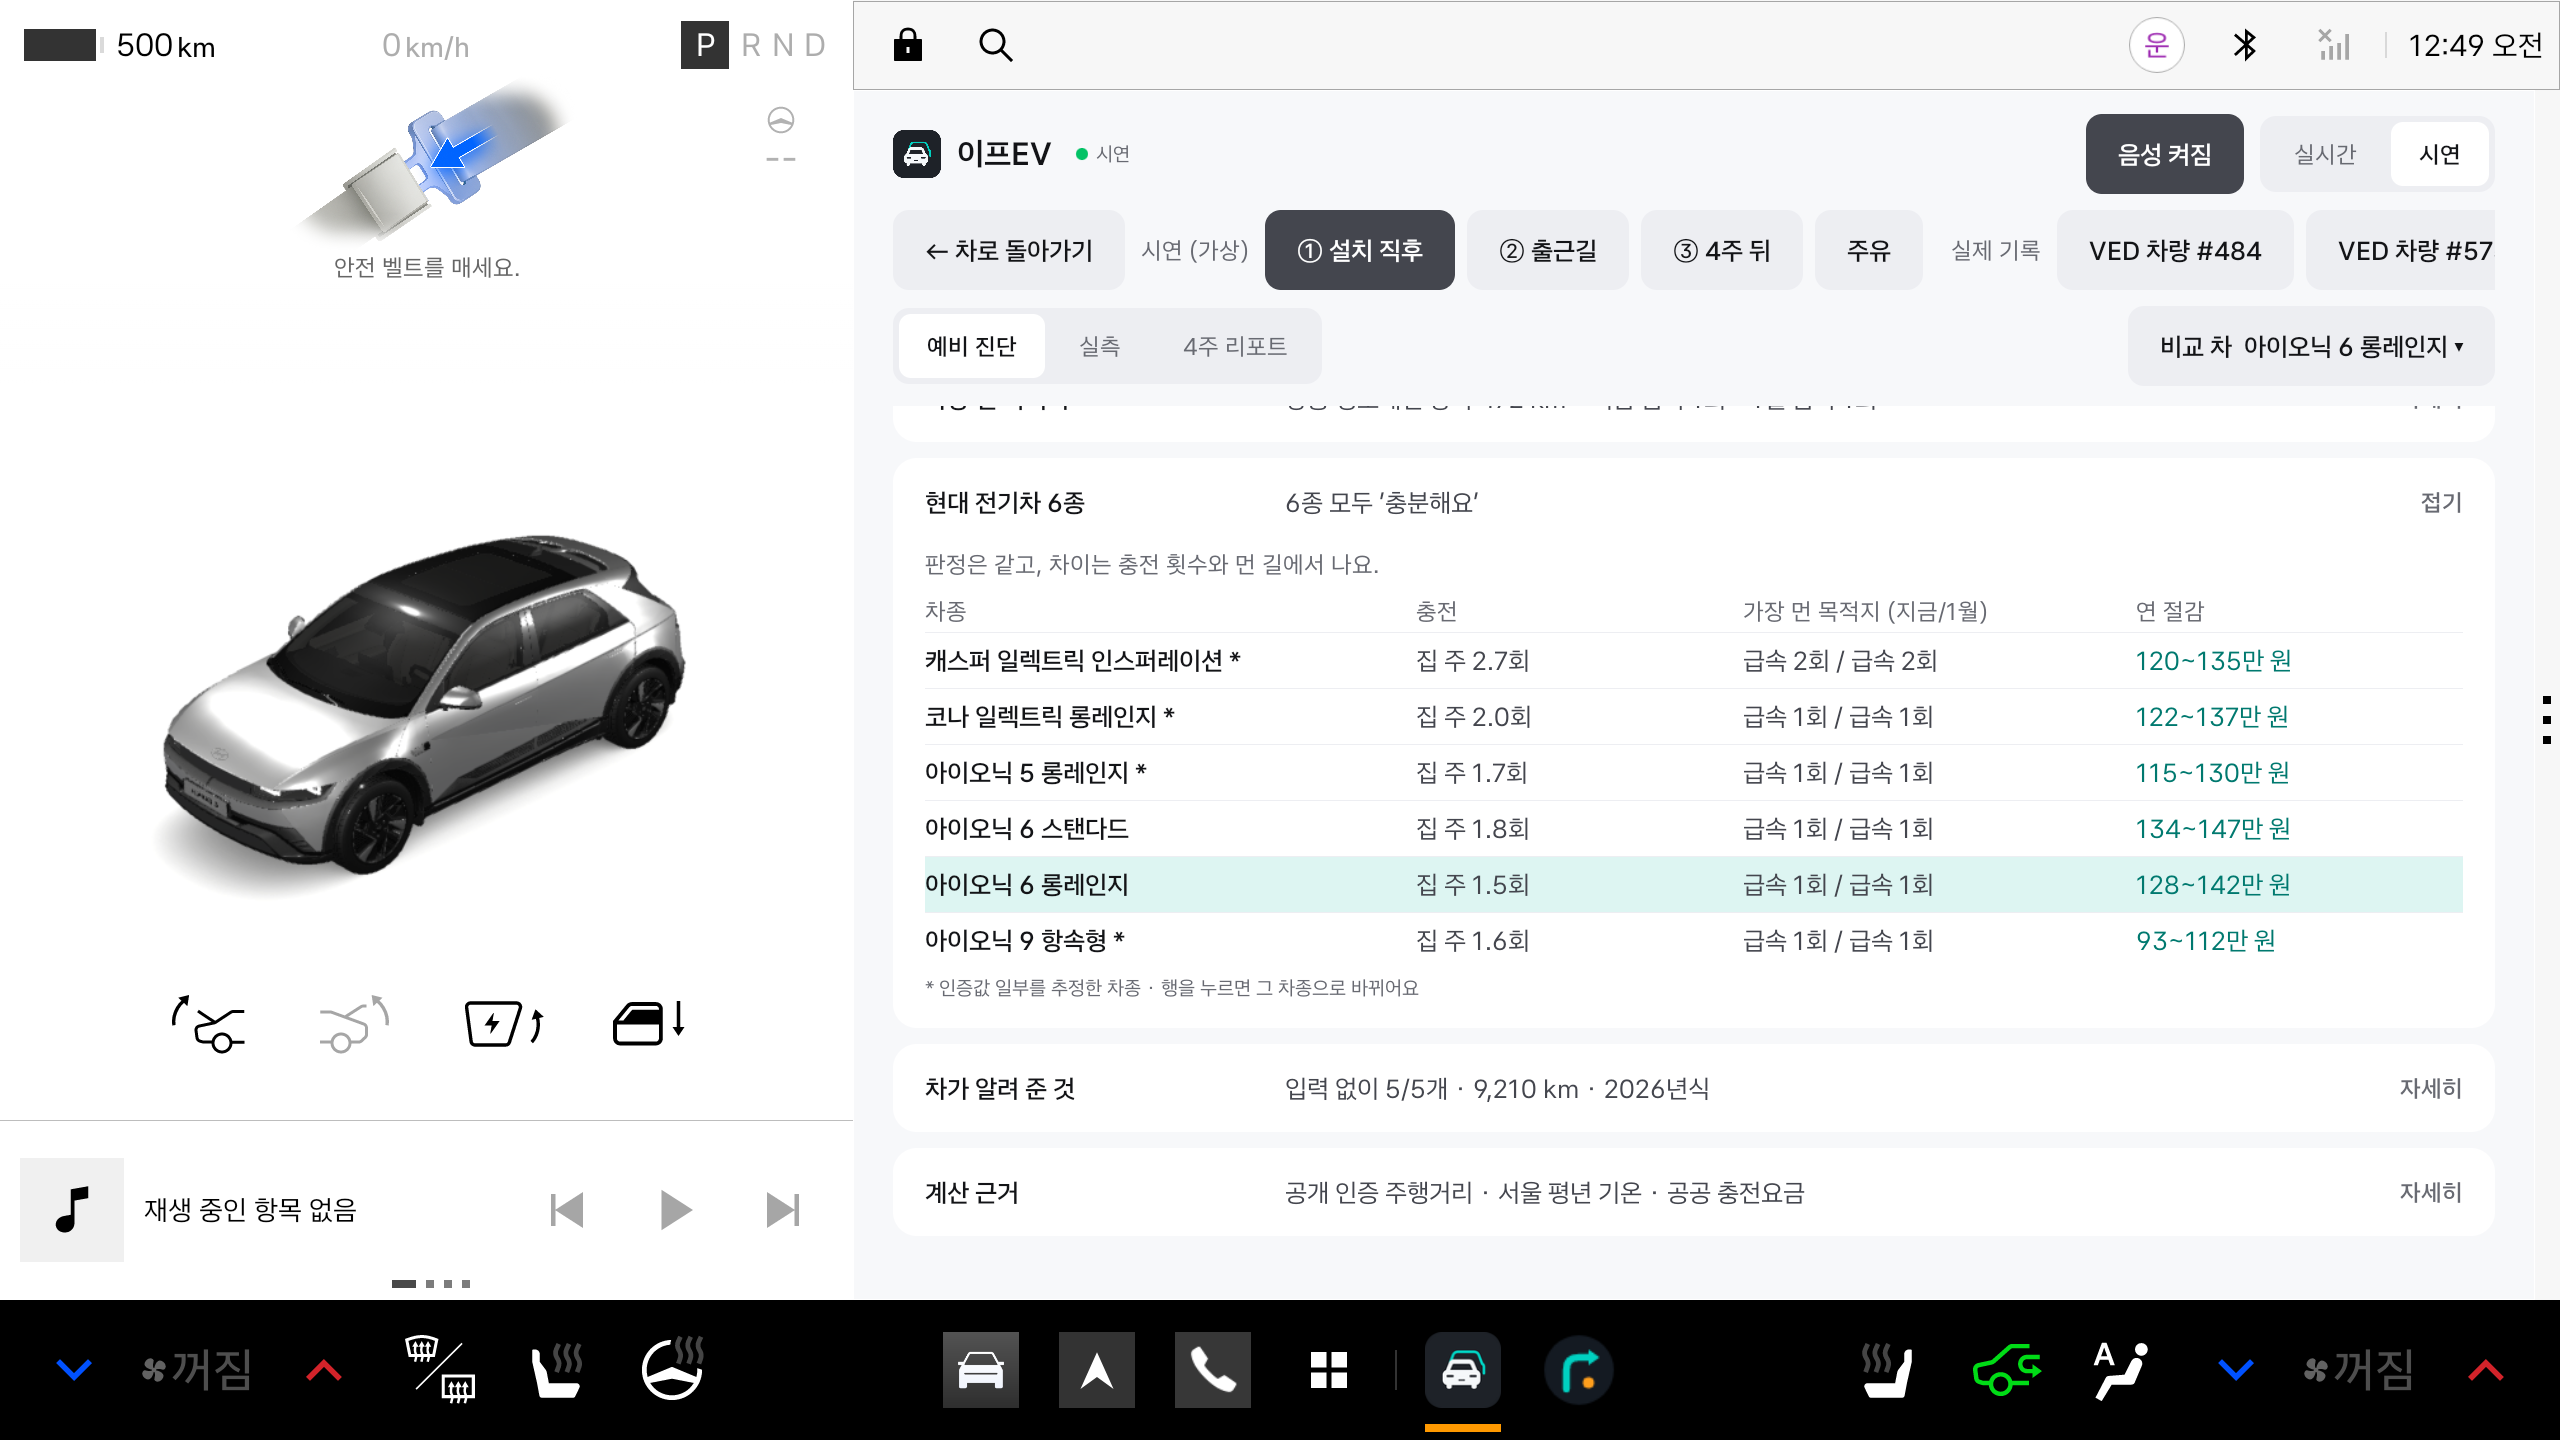 500 km
0 km/h
P R N D
운
12:49 오전
안전 벨트를 매세요.
이프EV
시연
음성 켜짐
실시간
시연
← 차로 돌아가기
시연 (가상)
① 설치 직후
② 출근길
③ 4주 뒤
주유
실제 기록
VED 차량 #484
VED 차량 #57
예비 진단
실측
4주 리포트
비교 차 아이오닉 6 롱레인지 ▾
현대 전기차 6종
6종 모두 '충분해요'
접기
판정은 같고, 차이는 충전 횟수와 먼 길에서 나요.
차종 충전 가장 먼 목적지 (지금/1월) 연 절감
캐스퍼 일렉트릭 인스퍼레이션 * 집 주 2.7회 급속 2회 / 급속 2회 120~135만 원
코나 일렉트릭 롱레인지 * 집 주 2.0회 급속 1회 / 급속 1회 122~137만 원
아이오닉 5 롱레인지 * 집 주 1.7회 급속 1회 / 급속 1회 115~130만 원
아이오닉 6 스탠다드 집 주 1.8회 급속 1회 / 급속 1회 134~147만 원
아이오닉 6 롱레인지 집 주 1.5회 급속 1회 / 급속 1회 128~142만 원
아이오닉 9 항속형 * 집 주 1.6회 급속 1회 / 급속 1회 93~112만 원
* 인증값 일부를 추정한 차종 · 행을 누르면 그 차종으로 바뀌어요
차가 알려 준 것
입력 없이 5/5개 · 9,210 km · 2026년식
자세히
계산 근거
공개 인증 주행거리 · 서울 평년 기온 · 공공 충전요금
자세히
재생 중인 항목 없음
꺼짐
A
꺼짐